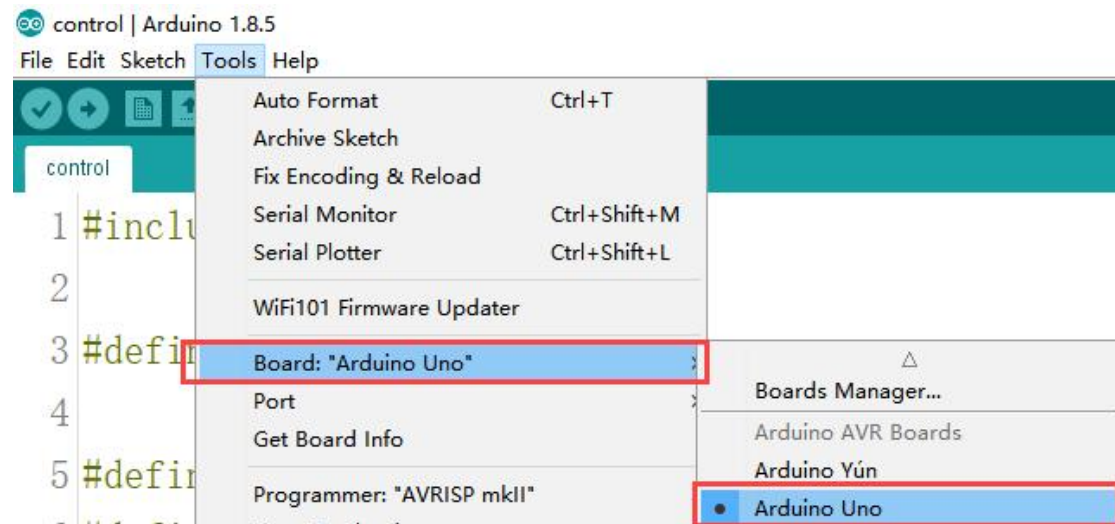 control | Arduino 1.8.5
File Edit Sketch Tools Help
Auto Format Ctrl+T
Archive Sketch
control
Fix Encoding & Reload
1 #inclu
Serial Monitor Ctrl+Shift+M
Serial Plotter Ctrl+Shift+L
2
WiFi101 Firmware Updater
3 #defin
Board: "Arduino Uno"
Port
Boards Manager...
4
Get Board Info
Arduino AVR Boards
5 #defin
Arduino Yún
Programmer: "AVRISP mkII"
Arduino Uno